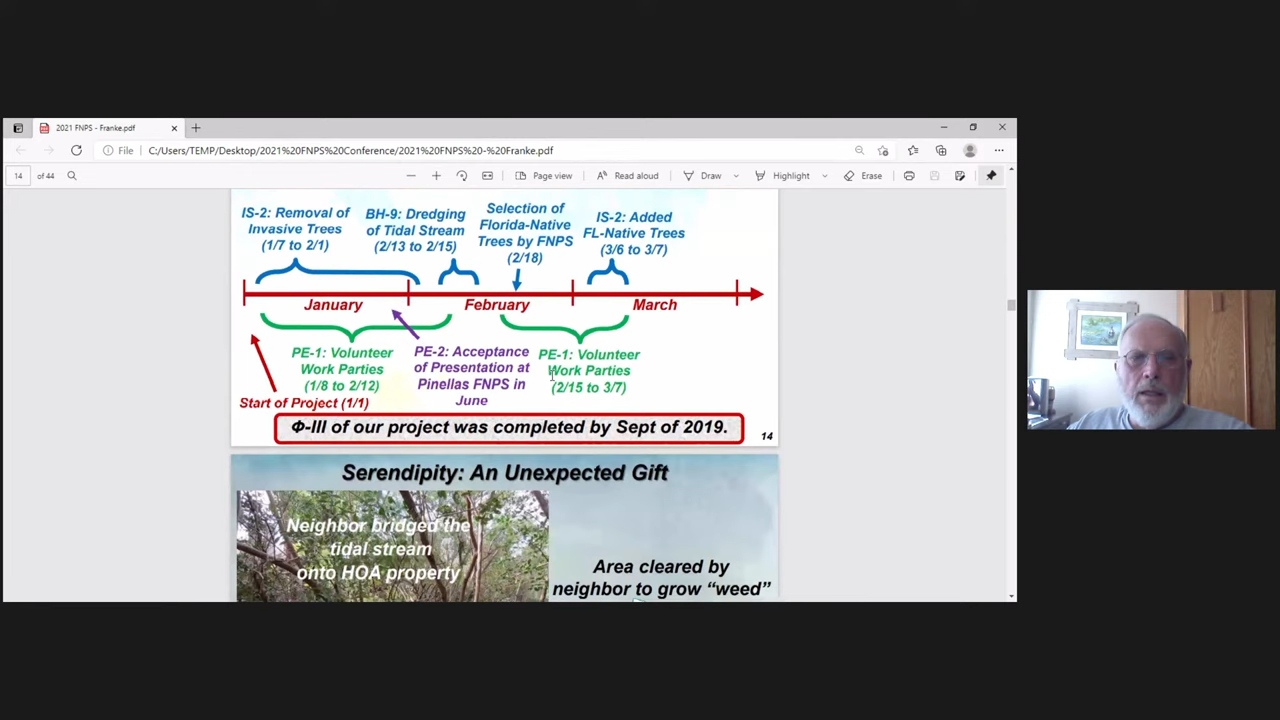 2021 FNPS - Franke.pdf
File
C:/Users/TEMP/Desktop/2021%20FNPS%20Conference/2021%20FNPS%20-%20Franke.pdf
14
of 44
Page view
Read aloud
Draw
Highlight
Erase
IS-2: Removal of
Invasive Trees
(1/7 to 2/1)
BH-9: Dredging
of Tidal Stream
(2/13 to 2/15)
Selection of
Florida-Native
Trees by FNPS
(2/18)
IS-2: Added
FL-Native Trees
(3/6 to 3/7)
January
February
March
PE-1: Volunteer
Work Parties
(1/8 to 2/12)
PE-2: Acceptance
of Presentation at
Pinellas FNPS in
June
PE-1: Volunteer
Work Parties
(2/15 to 3/7)
Start of Project (1/1)
Φ-III of our project was completed by Sept of 2019.
14
Serendipity: An Unexpected Gift
Neighbor bridged the
tidal stream
onto HOA property
Area cleared by
neighbor to grow “weed”